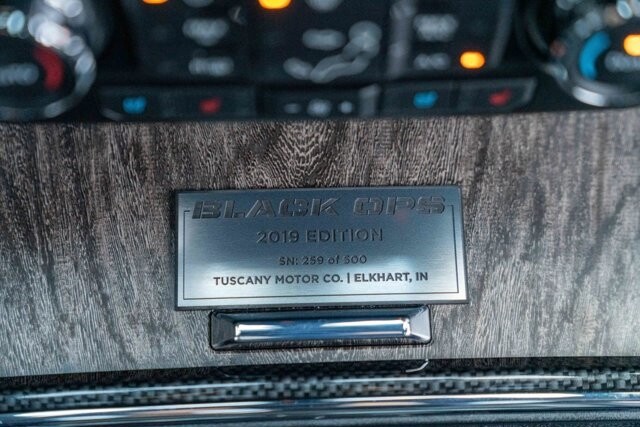 BLACK OPS
2019 EDITION
SN: 259 of 500
TUSCANY MOTOR CO. | ELKHART, IN